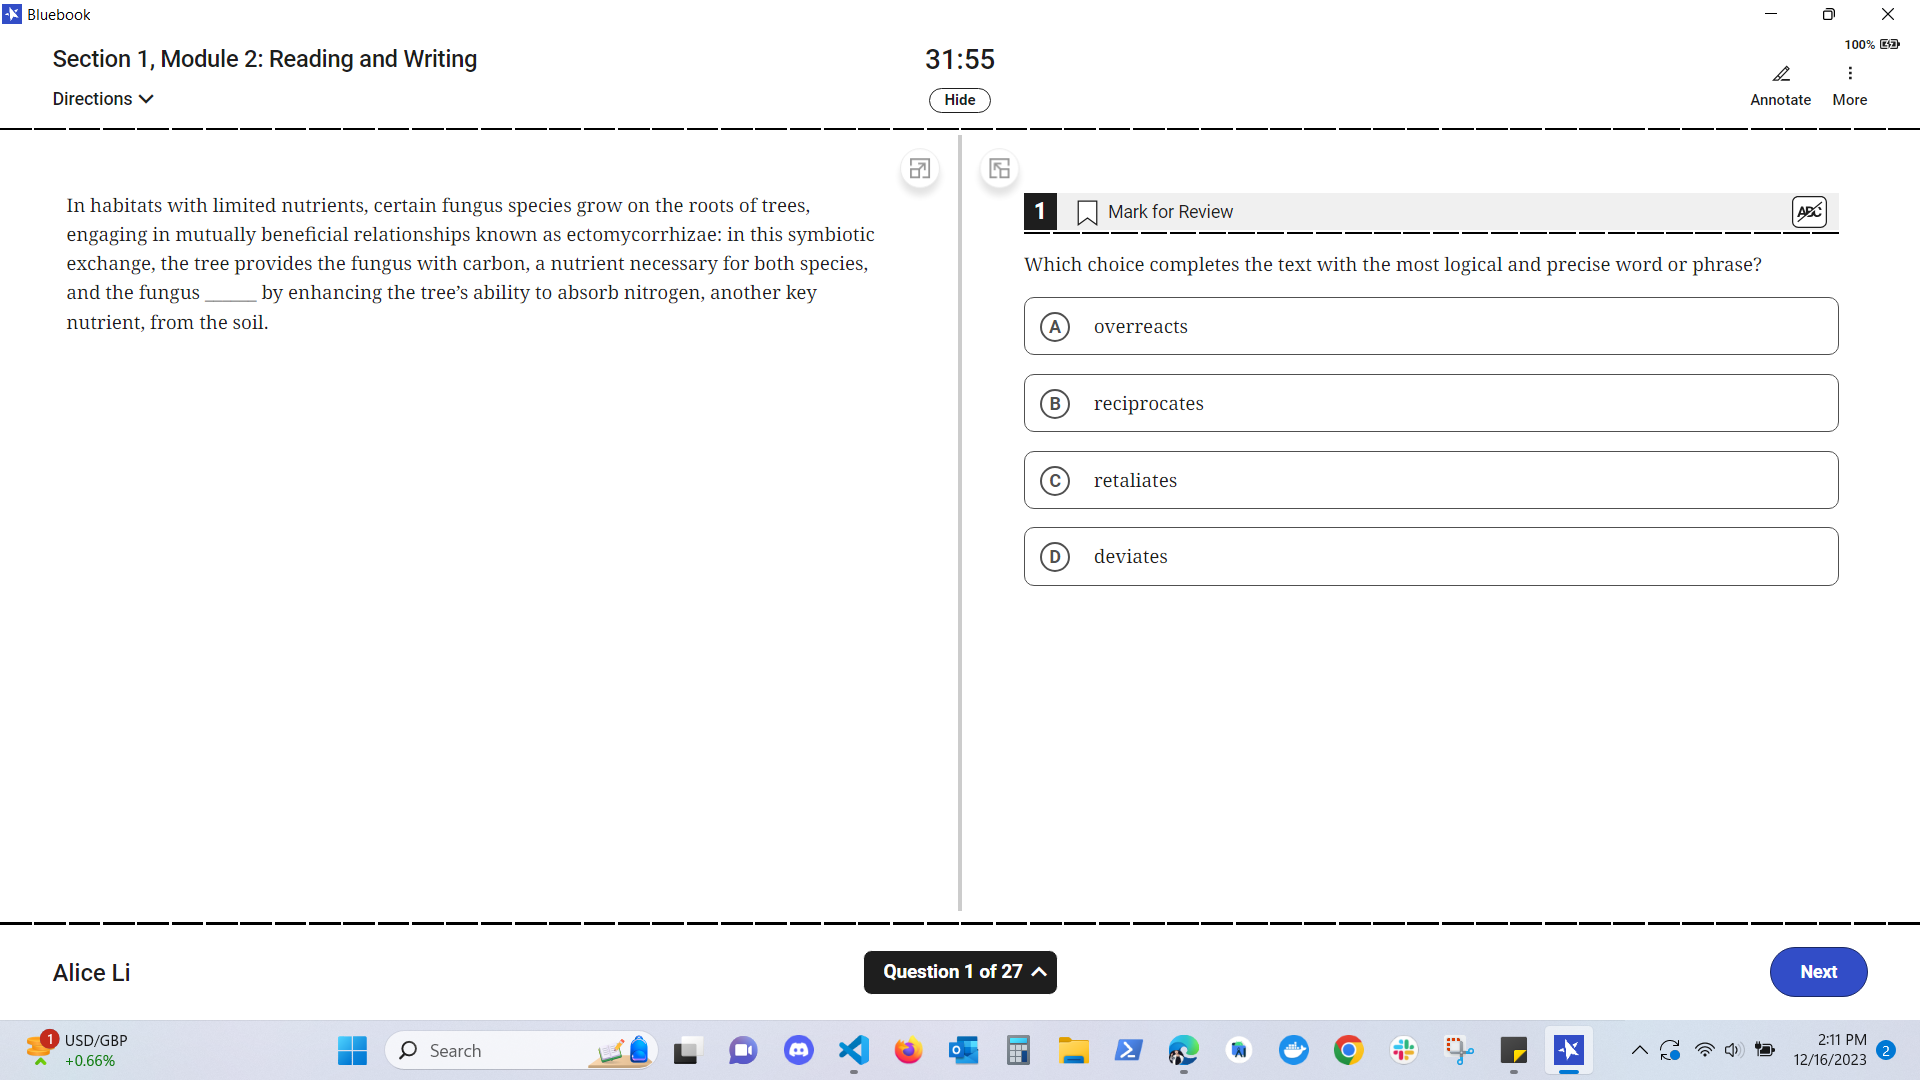 Bluebook
Section 1, Module 2: Reading and Writing
31:55
100%
Directions
Hide
Annotate
More
In habitats with limited nutrients, certain fungus species grow on the roots of trees,
engaging in mutually beneficial relationships known as ectomycorrhizae: in this symbiotic
exchange, the tree provides the fungus with carbon, a nutrient necessary for both species,
and the fungus ______ by enhancing the tree’s ability to absorb nitrogen, another key
nutrient, from the soil.
1 Mark for Review ABC
Which choice completes the text with the most logical and precise word or phrase?
A overreacts
B reciprocates
C retaliates
D deviates
Alice Li
Question 1 of 27
Next
1 USD/GBP
+0.66%
Search
2:11 PM
12/16/2023
2